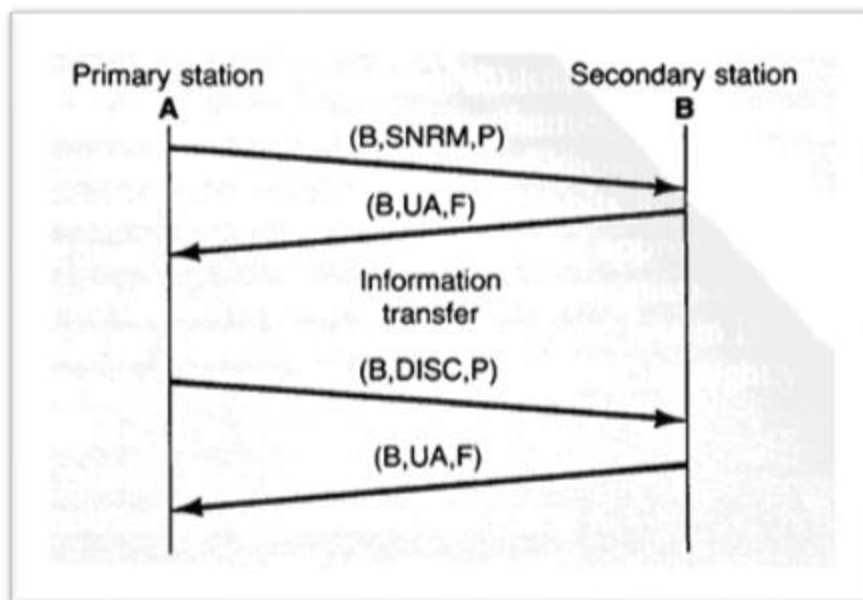 Primary station
A
Secondary station
B
(B,SNRM,P)
(B,UA,F)
Information
transfer
(B,DISC,P)
(B,UA,F)